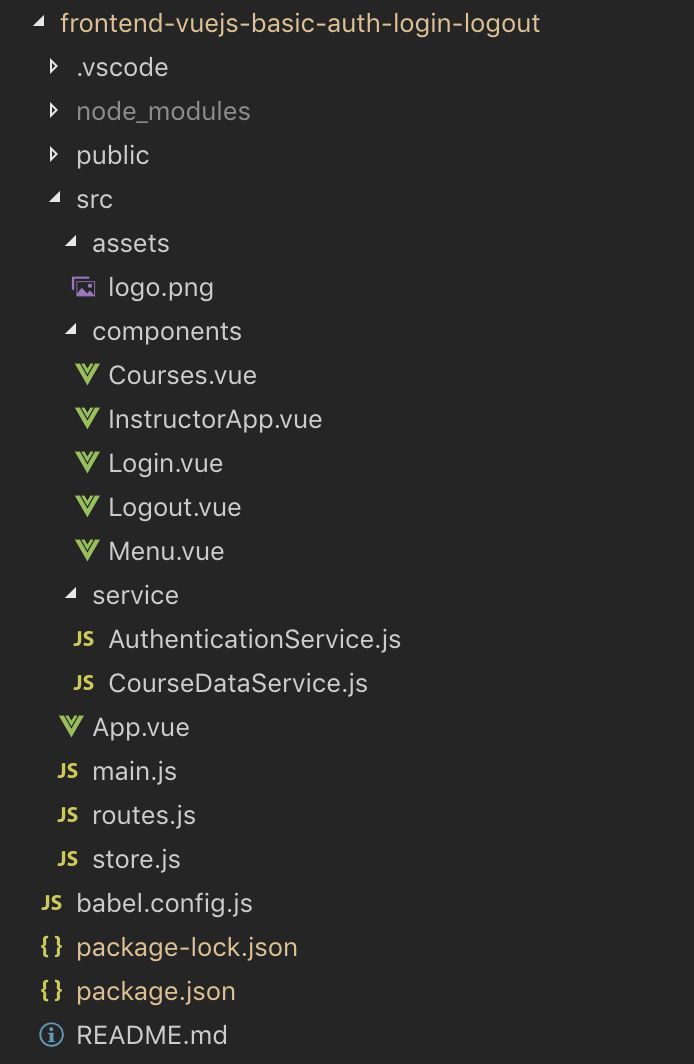 frontend-vuejs-basic-auth-login-logout
.vscode
node_modules
public
src
assets
logo.png
components
Courses.vue
InstructorApp.vue
Login.vue
Logout.vue
Menu.vue
service
JS AuthenticationService.js
JS CourseDataService.js
App.vue
JS main.js
JS routes.js
JS store.js
JS babel.config.js
{ } package-lock.json
{ } package.json
README.md